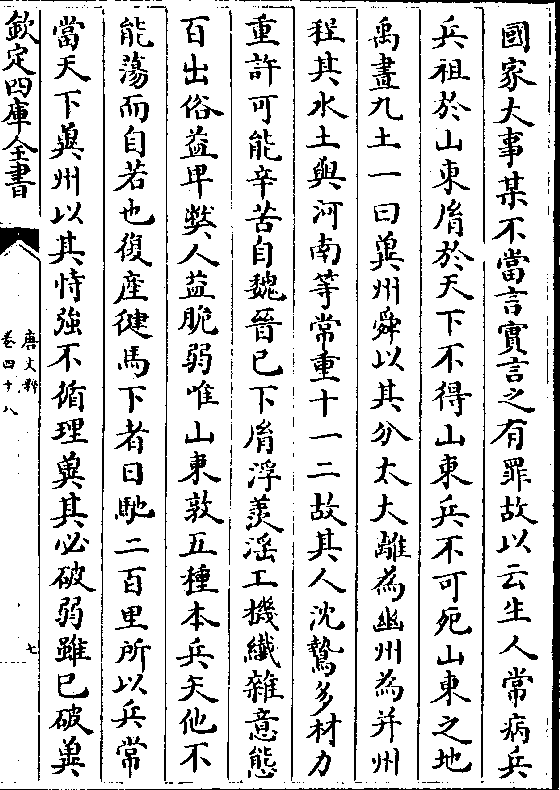 國家大事某不當言實言之有罪故以云生人常病兵
兵祖於山東胤於天下不得山東兵不可死山東之地
禹畫九土一曰冀州舜以其分太大離為幽州為并州
程其水土與河南等常重十一二故其人沈鷙多材力
重許可能辛苦自魏晉已下胤浮羨淫工機纖雜意態
百出俗益卑獘人益脆弱唯山東敦五種本兵矢他不
能蕩而自若也復産健馬下者日馳二百里所以兵常
當天下冀州以其恃強不循理冀其必破弱雖已破冀
欽定四庫全書
唐文粹
卷四十八
七